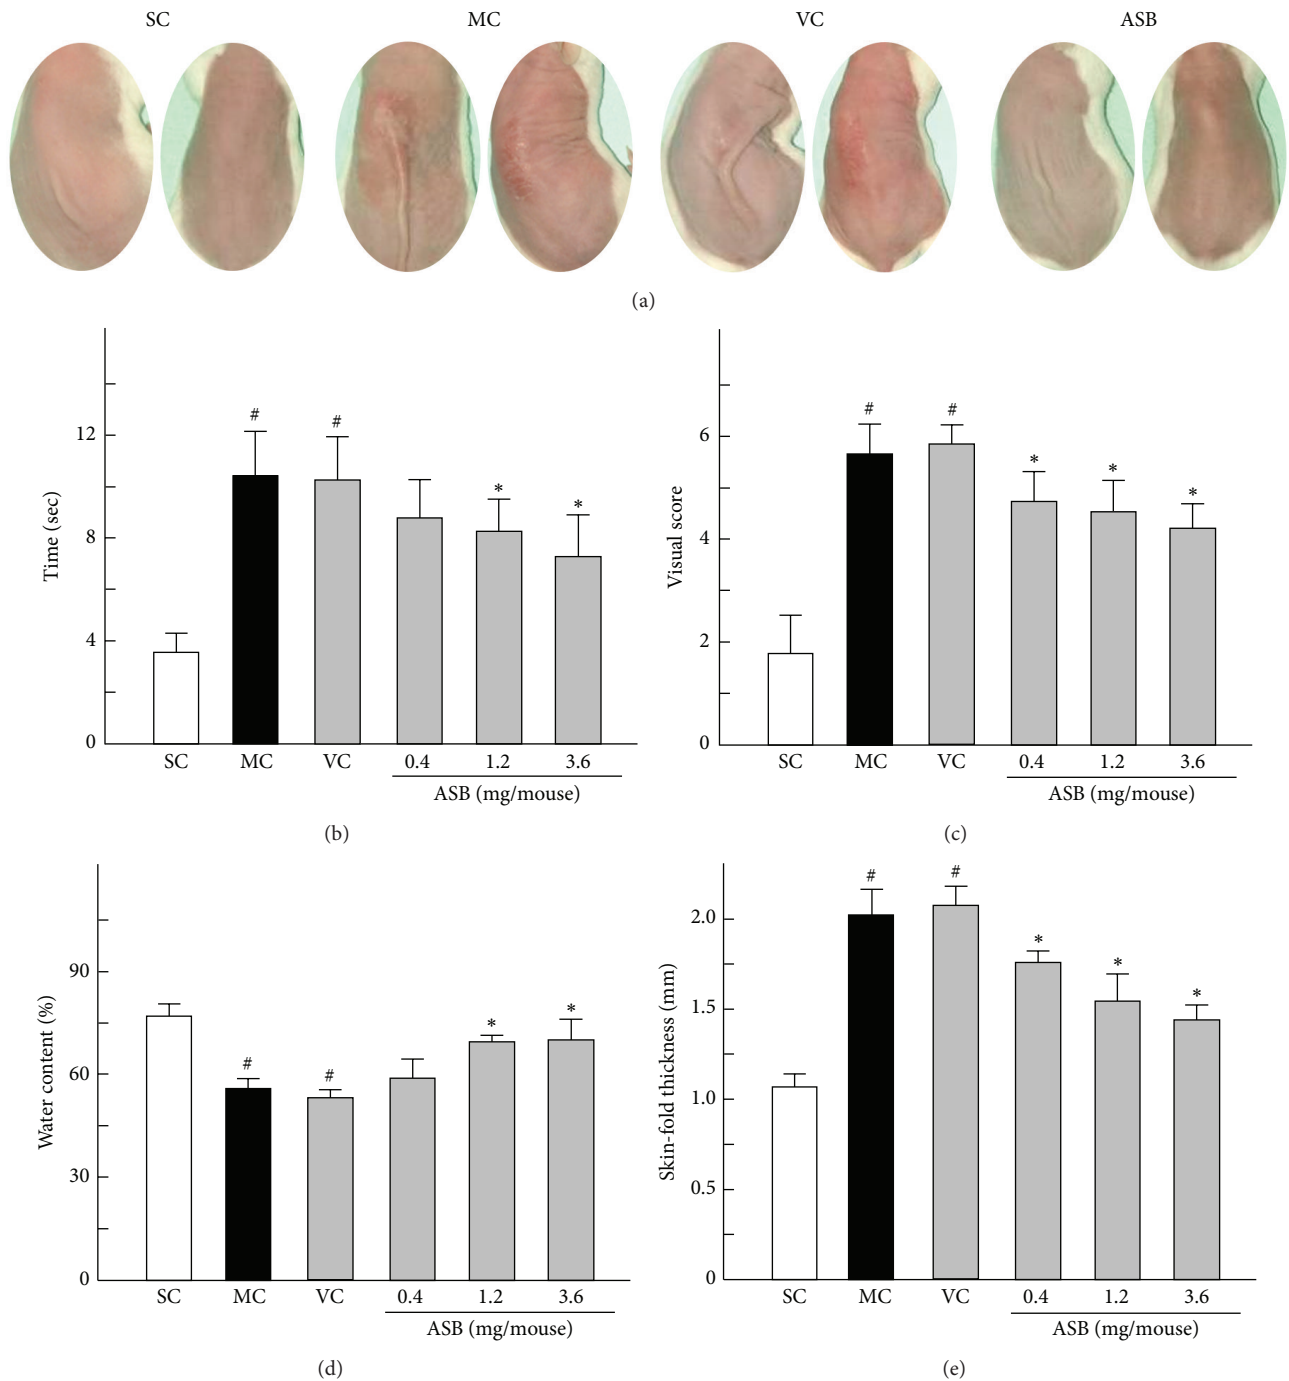 SC MC VC ASB
(a)
Time (sec)
12
8
4
0
# # * *
SC MC VC 0.4 1.2 3.6
ASB (mg/mouse)
(b)
Visual score
6
4
2
0
# # * * *
SC MC VC 0.4 1.2 3.6
ASB (mg/mouse)
(c)
Water content (%)
90
60
30
0
# # * *
SC MC VC 0.4 1.2 3.6
ASB (mg/mouse)
(d)
Skin-fold thickness (mm)
2.0
1.5
1.0
0.5
0
# # * * *
SC MC VC 0.4 1.2 3.6
ASB (mg/mouse)
(e)